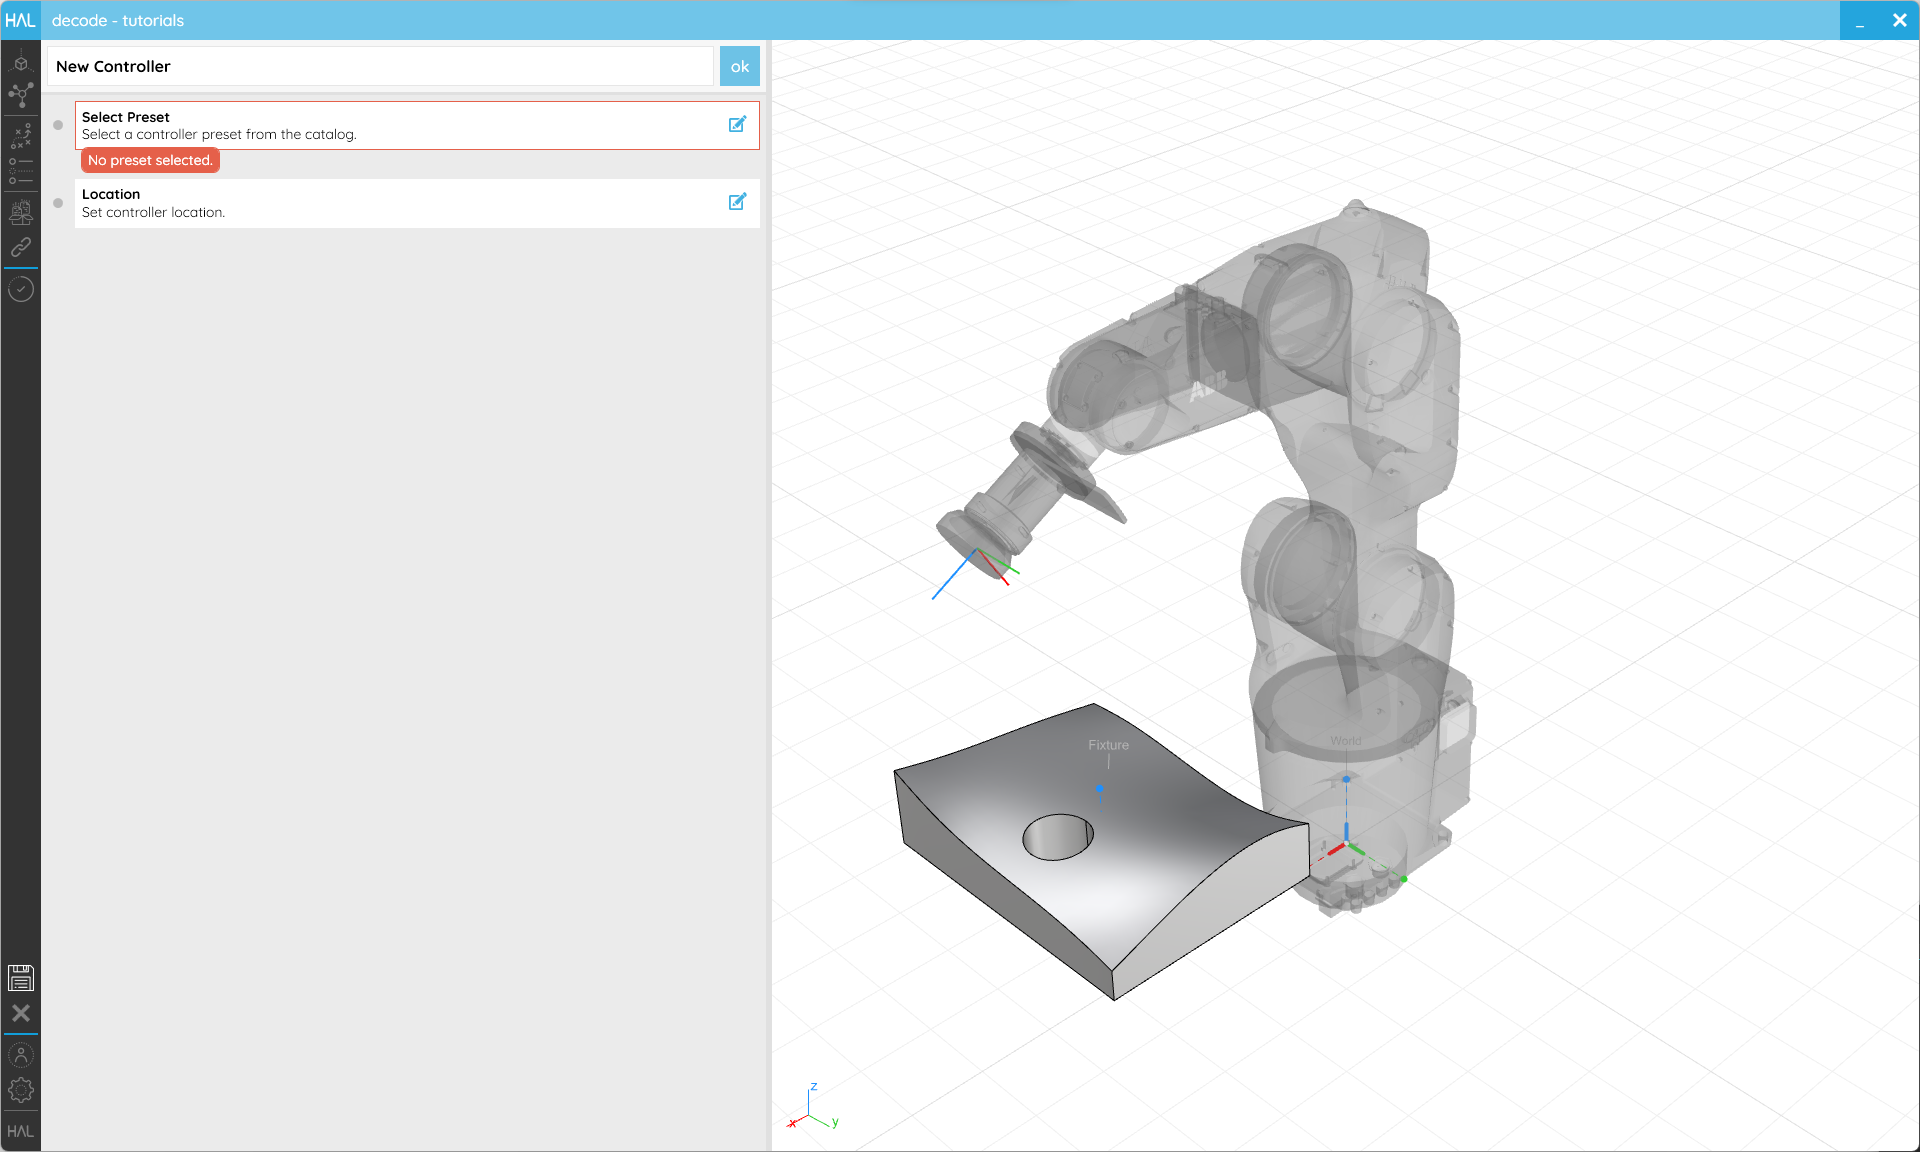 HAL decode - tutorials
New Controller ok
Select Preset
Select a controller preset from the catalog.
No preset selected.
Location
Set controller location.
ABB
Fixture
World
z
x y
HAL